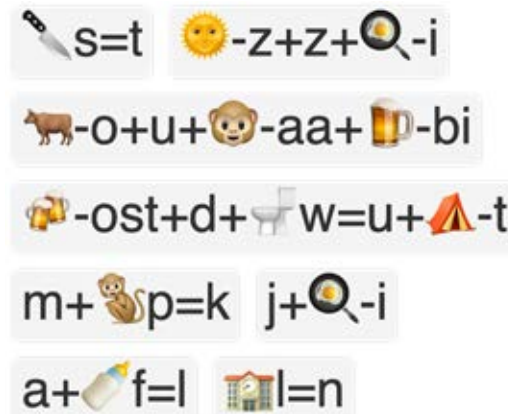 🔪s=t 🌞-z+z+🍳-i
🐂-o+u+🐵-aa+🍺-bi
🍻-ost+d+🚽w=u+⛺-t
m+🐒p=k j+🍳-i
a+🍼f=l 🏫l=n